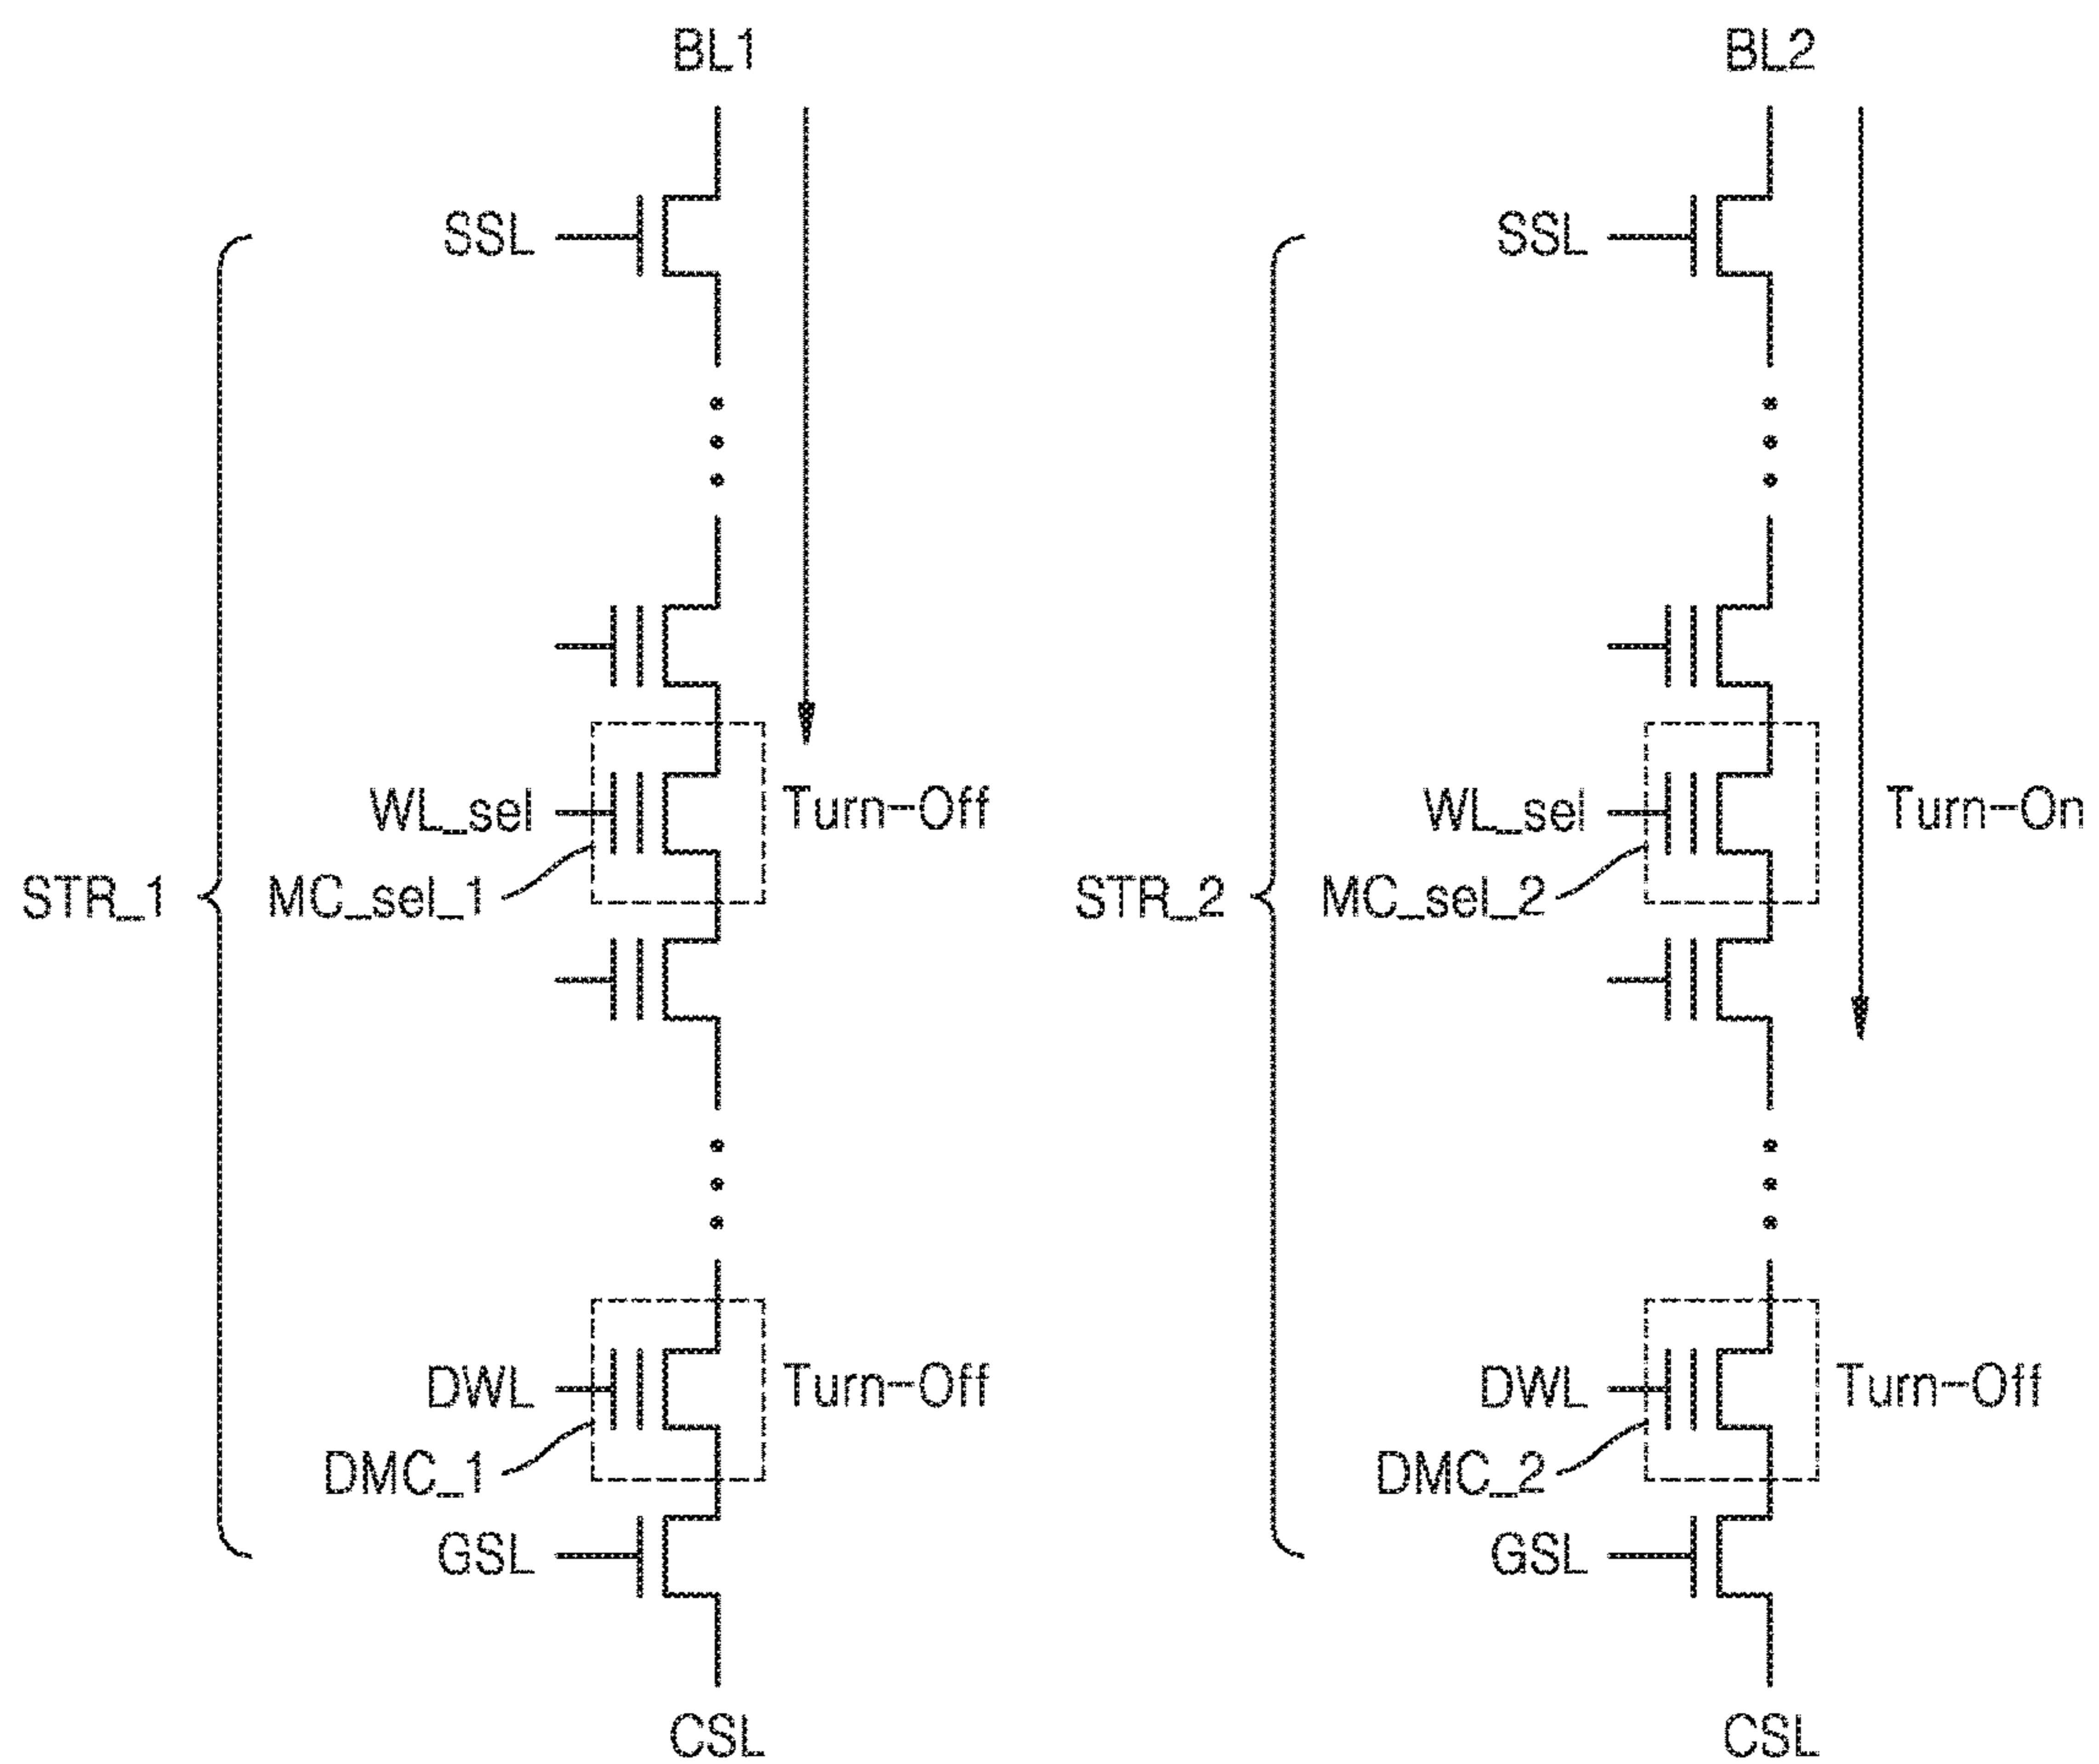 BL1
SSL
WL_sel
Turn-Off
STR_1
MC_sel_1
DWL
Turn-Off
DMC_1
GSL
CSL
BL2
SSL
WL_sel
Turn-On
STR_2
MC_sel_2
DWL
Turn-Off
DMC_2
GSL
CSL